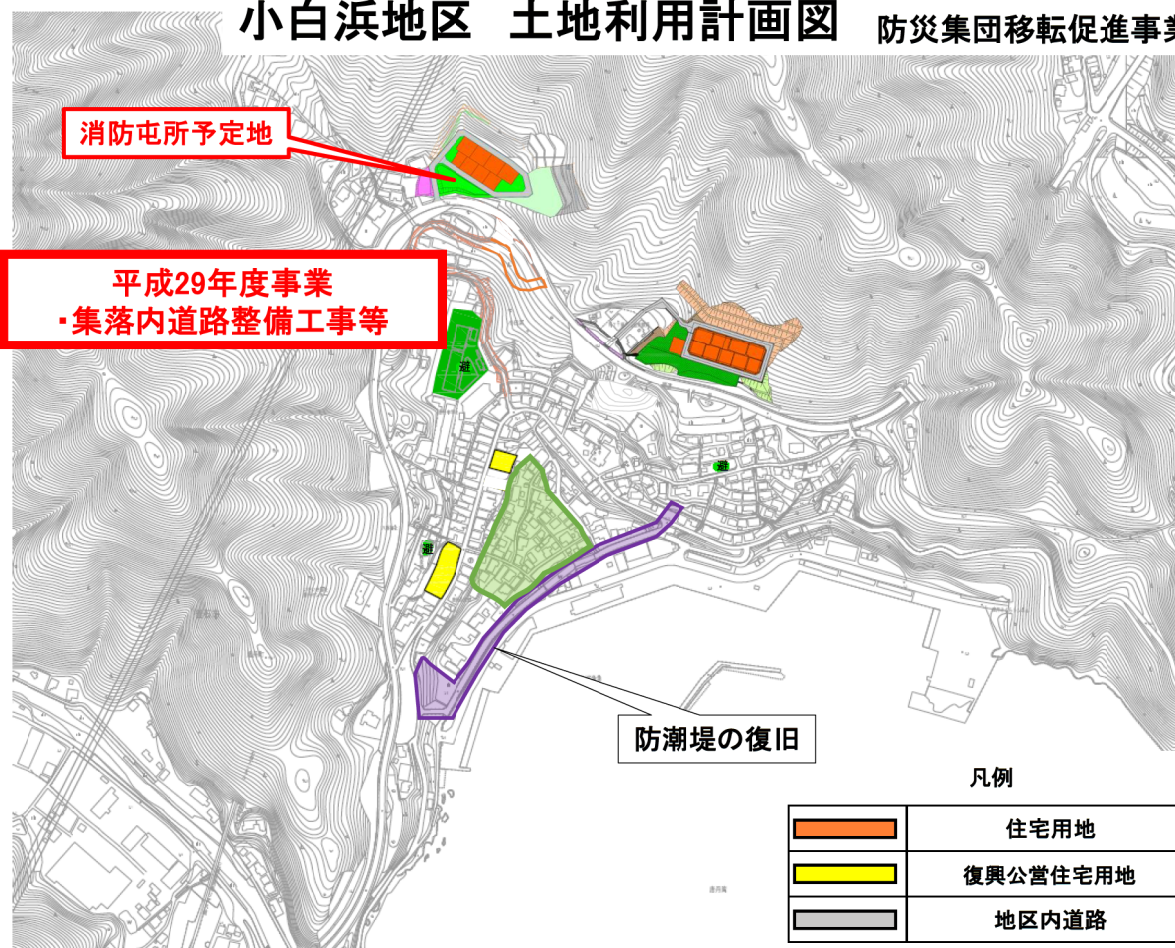 小白浜地区 土地利用計画図
防災集団移転促進事業
消防屯所予定地
平成29年度事業
・集落内道路整備工事等
避
避
避
防潮堤の復旧
凡例
住宅用地
復興公営住宅用地
地区内道路